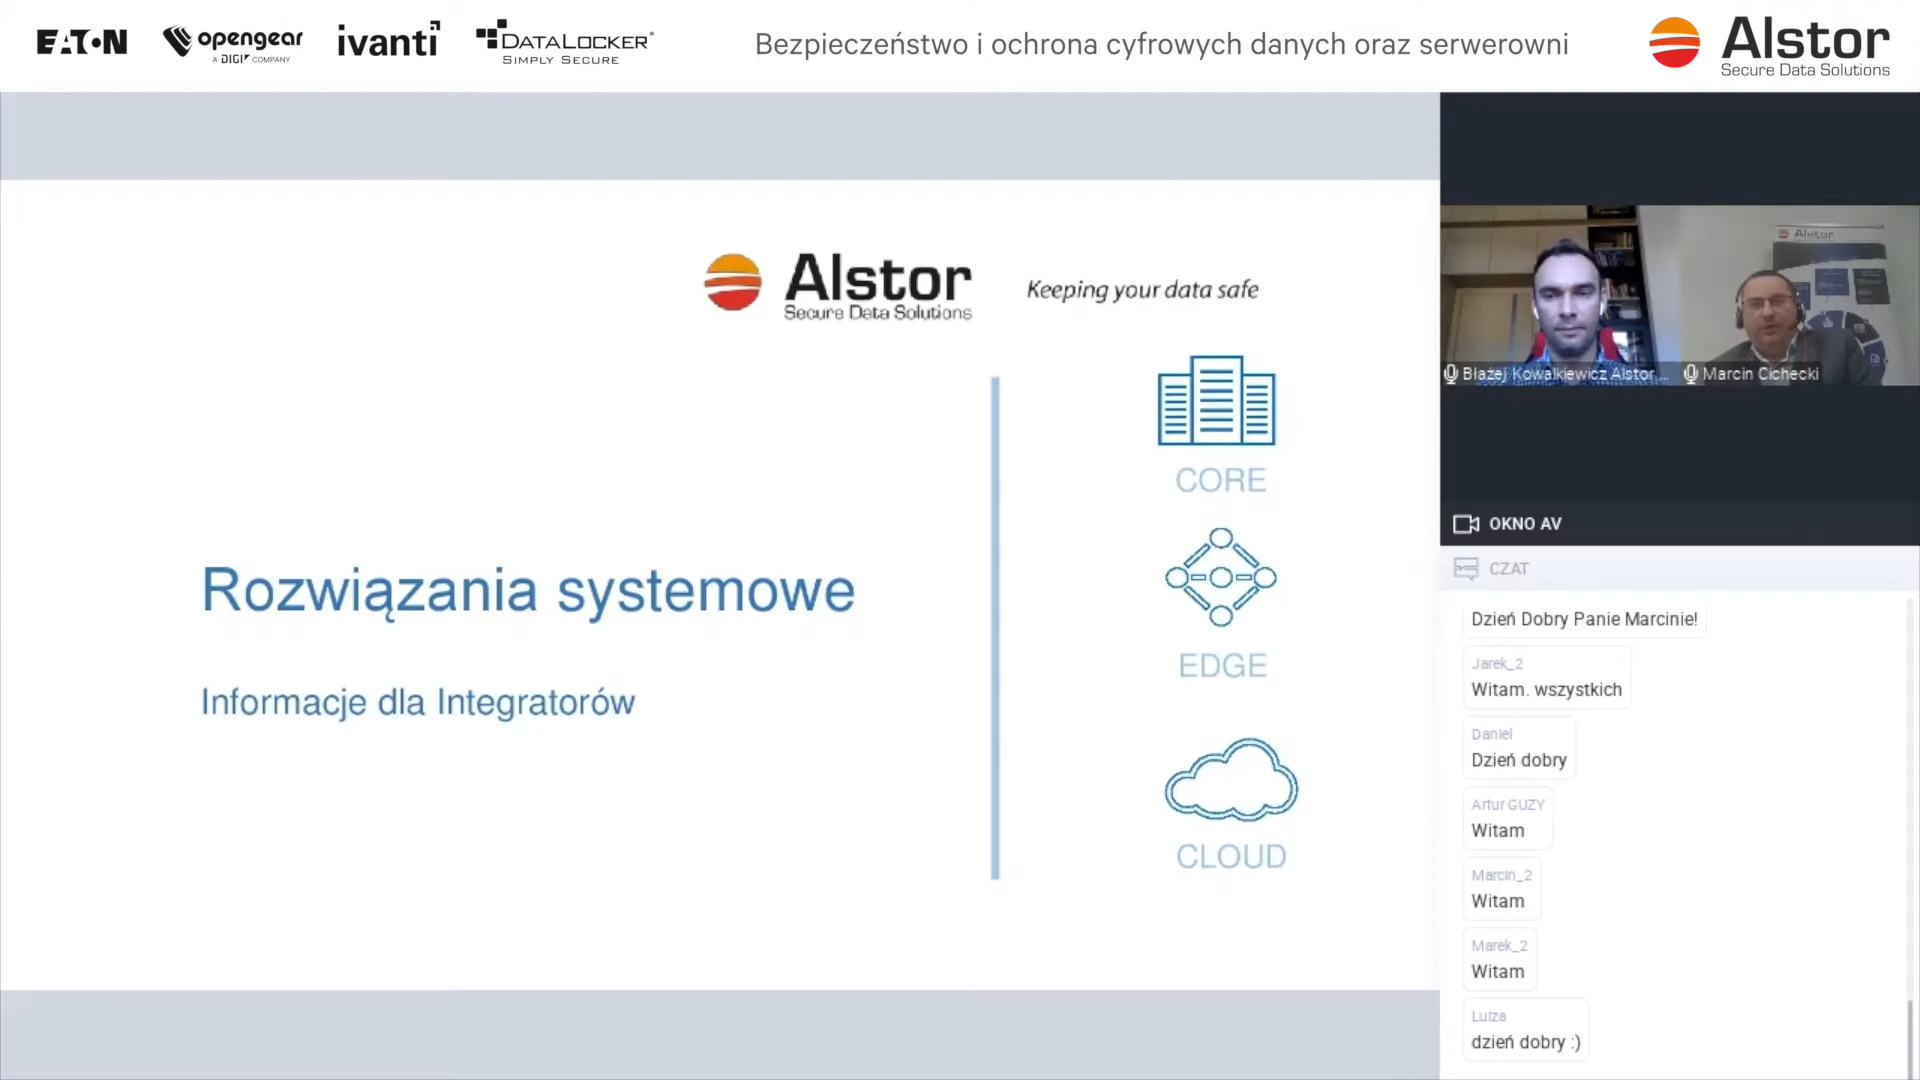 EATON
opengear
A DIGI COMPANY
ivanti
DATALOCKER
SIMPLY SECURE
Bezpieczeństwo i ochrona cyfrowych danych oraz serwerowni
Alstor
Secure Data Solutions
Alstor
Secure Data Solutions
Keeping your data safe
CORE
EDGE
CLOUD
Rozwiązania systemowe
Informacje dla Integratorów
Alstor
Błażej Kowalkiewicz Alstor ...
Marcin Cichecki
OKNO AV
CZAT
Dzień Dobry Panie Marcinie!
Jarek_2
Witam. wszystkich
Daniel
Dzień dobry
Artur GUZY
Witam
Marcin_2
Witam
Marek_2
Witam
Luiza
dzień dobry :)